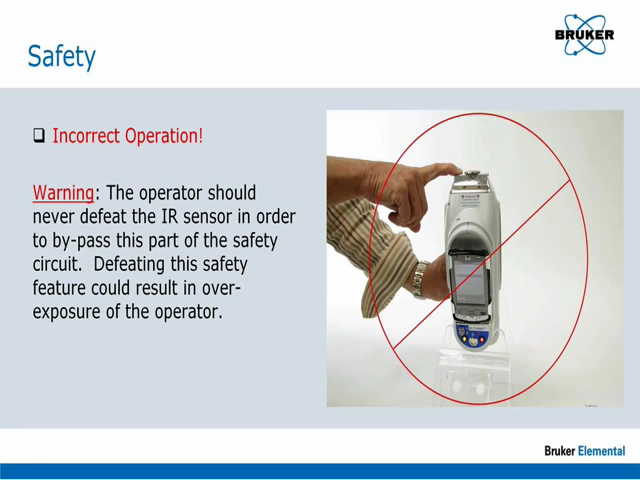 BRUKER
Safety
Incorrect Operation!
Warning: The operator should
never defeat the IR sensor in order
to by-pass this part of the safety
circuit. Defeating this safety
feature could result in over-
exposure of the operator.
Bruker Elemental